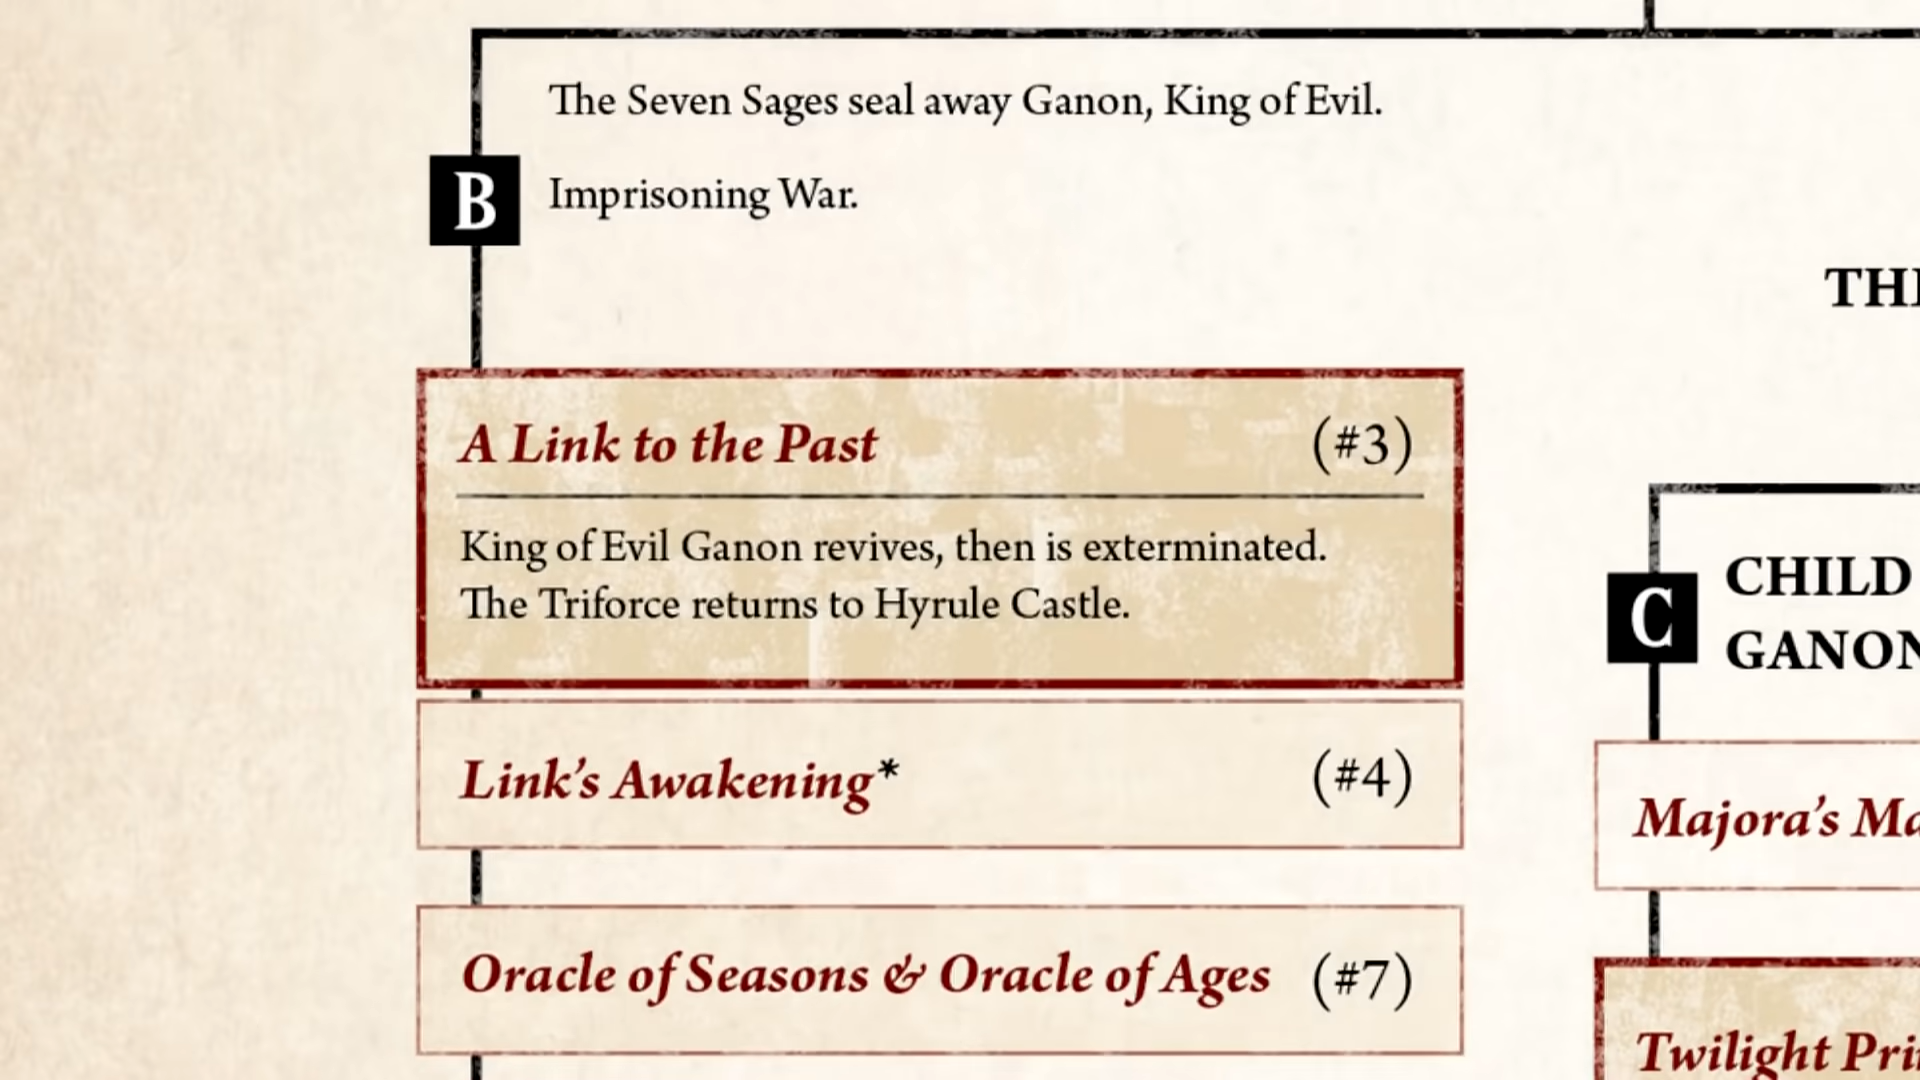 The Seven Sages seal away Ganon, King of Evil.
B
Imprisoning War.
A Link to the Past (#3)
King of Evil Ganon revives, then is exterminated.
The Triforce returns to Hyrule Castle.
Link's Awakening* (#4)
Oracle of Seasons & Oracle of Ages (#7)
C
CHILD
Majora's
Twilight